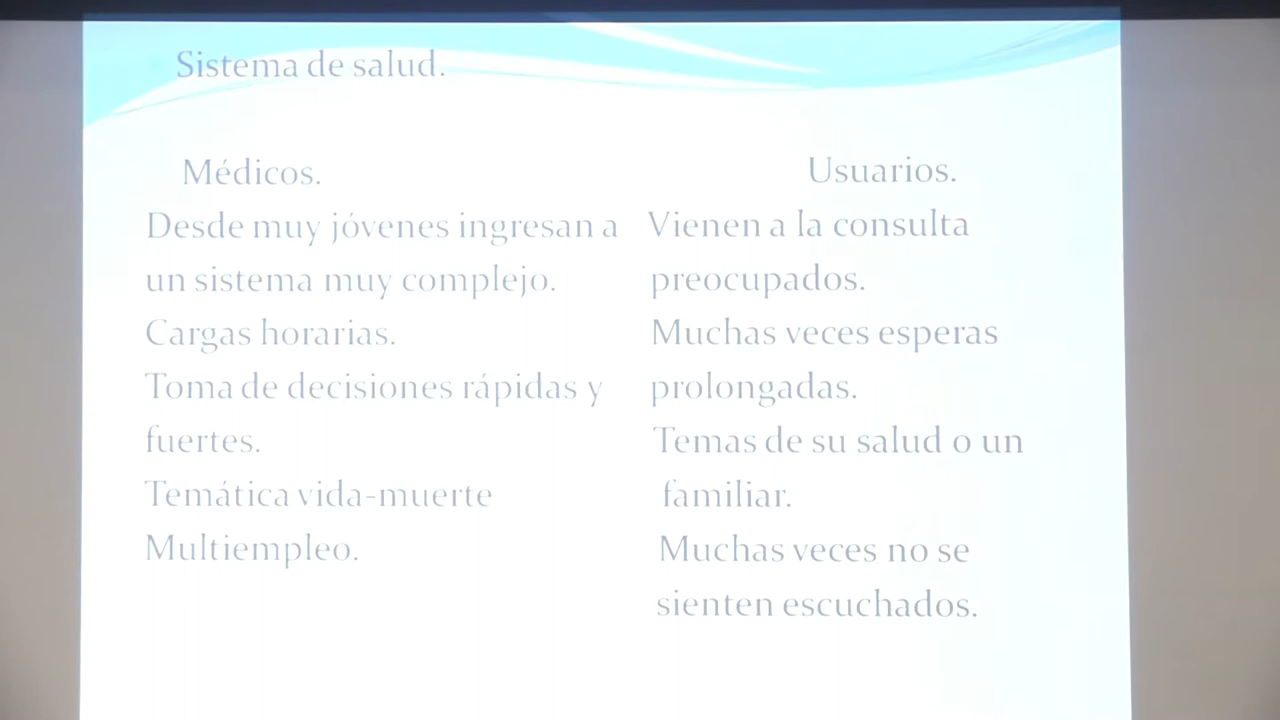 Sistema de salud.
Médicos.
Desde muy jóvenes ingresan a
un sistema muy complejo.
Cargas horarias.
Toma de decisiones rápidas y
fuertes.
Temática vida-muerte
Multiempleo.
Usuarios.
Vienen a la consulta
preocupados.
Muchas veces esperas
prolongadas.
Temas de su salud o un
familiar.
Muchas veces no se
sienten escuchados.